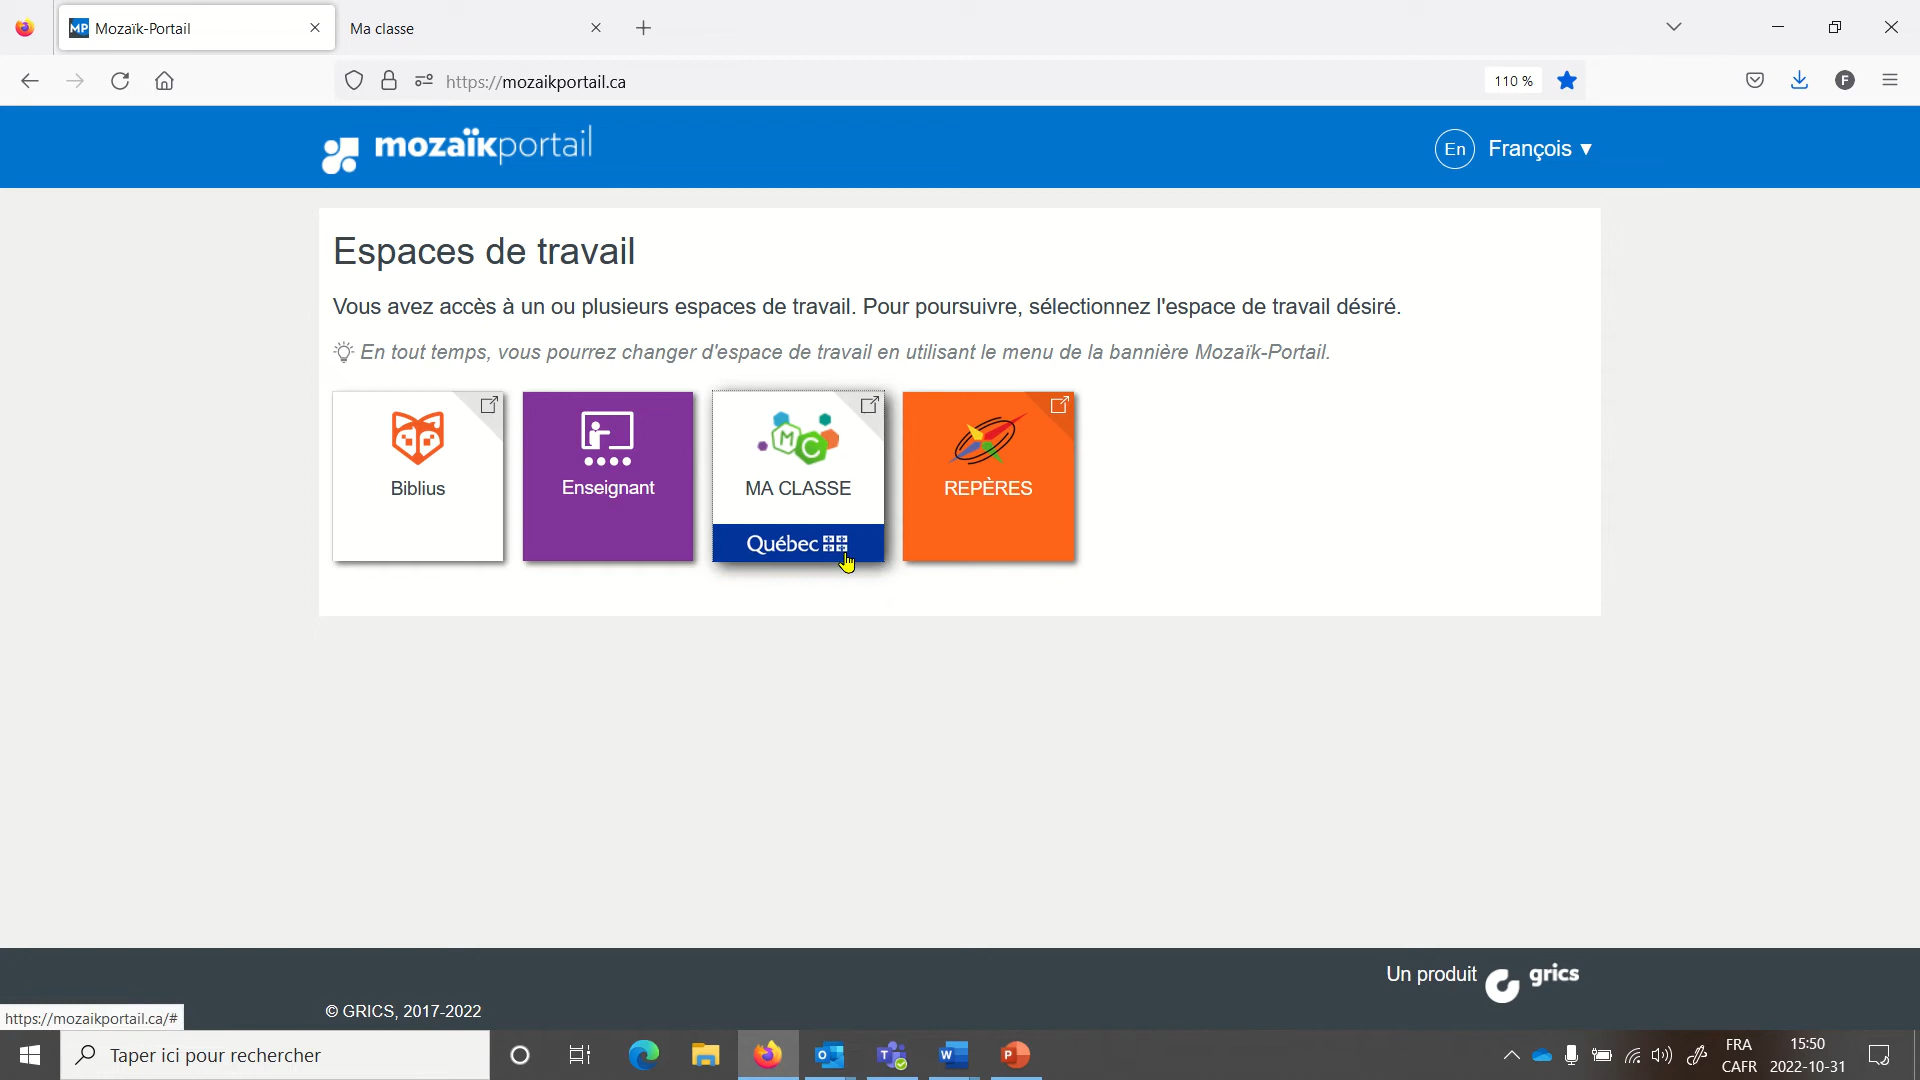 MP Mozaïk-Portail
Ma classe
https://mozaikportail.ca
110 %
F
mozaïkportail
En
François ▼
Espaces de travail
Vous avez accès à un ou plusieurs espaces de travail. Pour poursuivre, sélectionnez l'espace de travail désiré.
En tout temps, vous pourrez changer d'espace de travail en utilisant le menu de la bannière Mozaïk-Portail.
Biblius
Enseignant
MC
MA CLASSE
Québec
REPÈRES
Un produit grics
© GRICS, 2017-2022
https://mozaikportail.ca/#
Taper ici pour rechercher
FRA
CAFR
15:50
2022-10-31